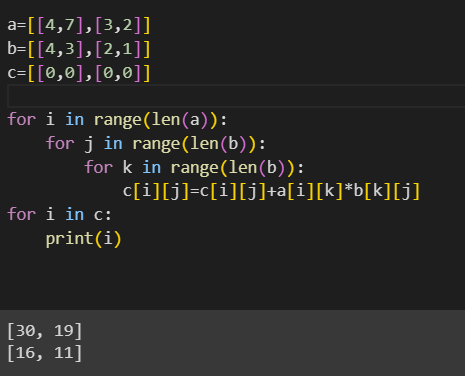 a=[[4,7],[3,2]]
b=[[4,3],[2,1]]
c=[[0,0],[0,0]]
for i in range(len(a)):
    for j in range(len(b)):
        for k in range(len(b)):
            c[i][j]=c[i][j]+a[i][k]*b[k][j]
for i in c:
    print(i)
[30, 19]
[16, 11]